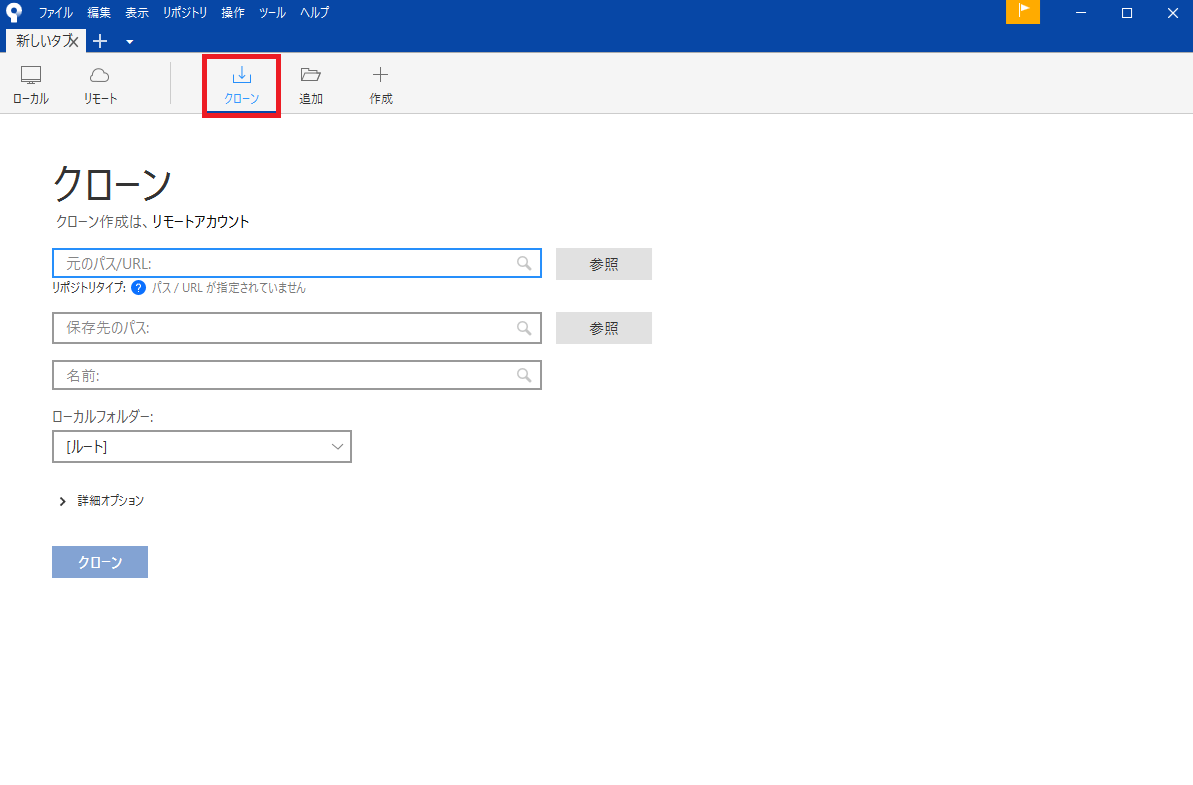 ファイル 編集 表示 リポジトリ 操作 ツール ヘルプ
新しいタブ
ローカル リモート クローン 追加 作成
クローン
クローン作成は、リモートアカウント
元のパス/URL: 参照
リポジトリタイプ: ? パス / URL が指定されていません
保存先のパス: 参照
名前:
ローカルフォルダー:
[ルート]
詳細オプション
クローン